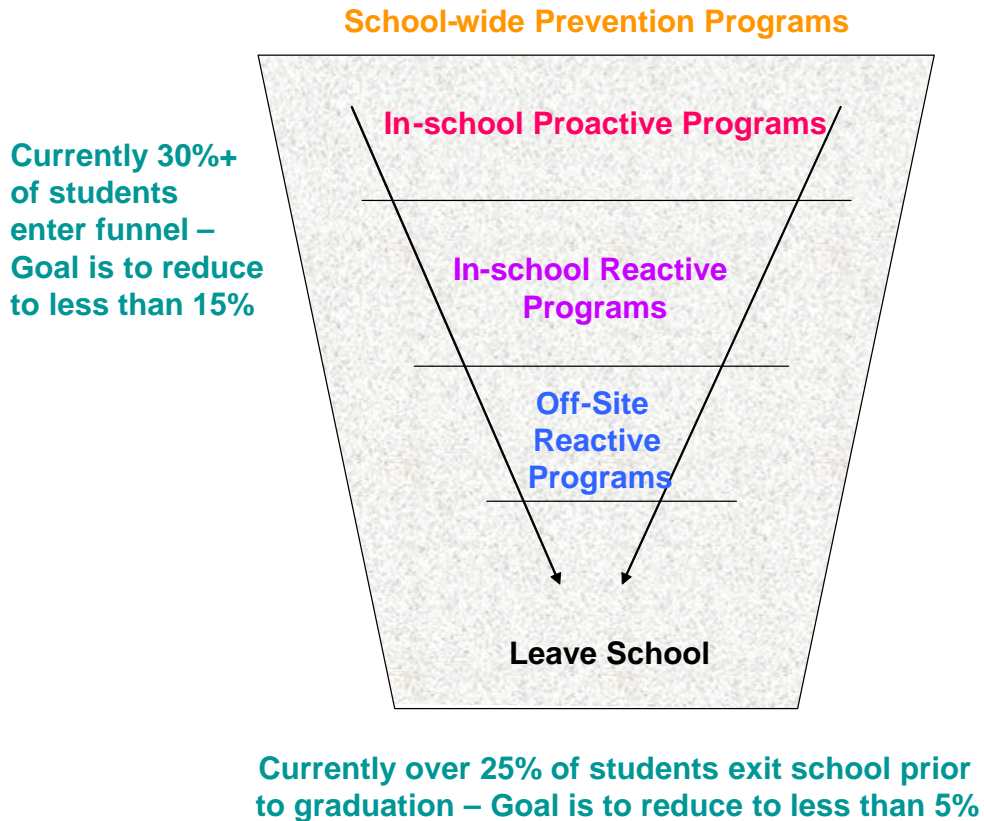 School-wide Prevention Programs
In-school Proactive Programs
Currently 30%+
of students
enter funnel –
Goal is to reduce
to less than 15%
In-school Reactive
Programs
Off-Site
Reactive
Programs
Leave School
Currently over 25% of students exit school prior
to graduation – Goal is to reduce to less than 5%